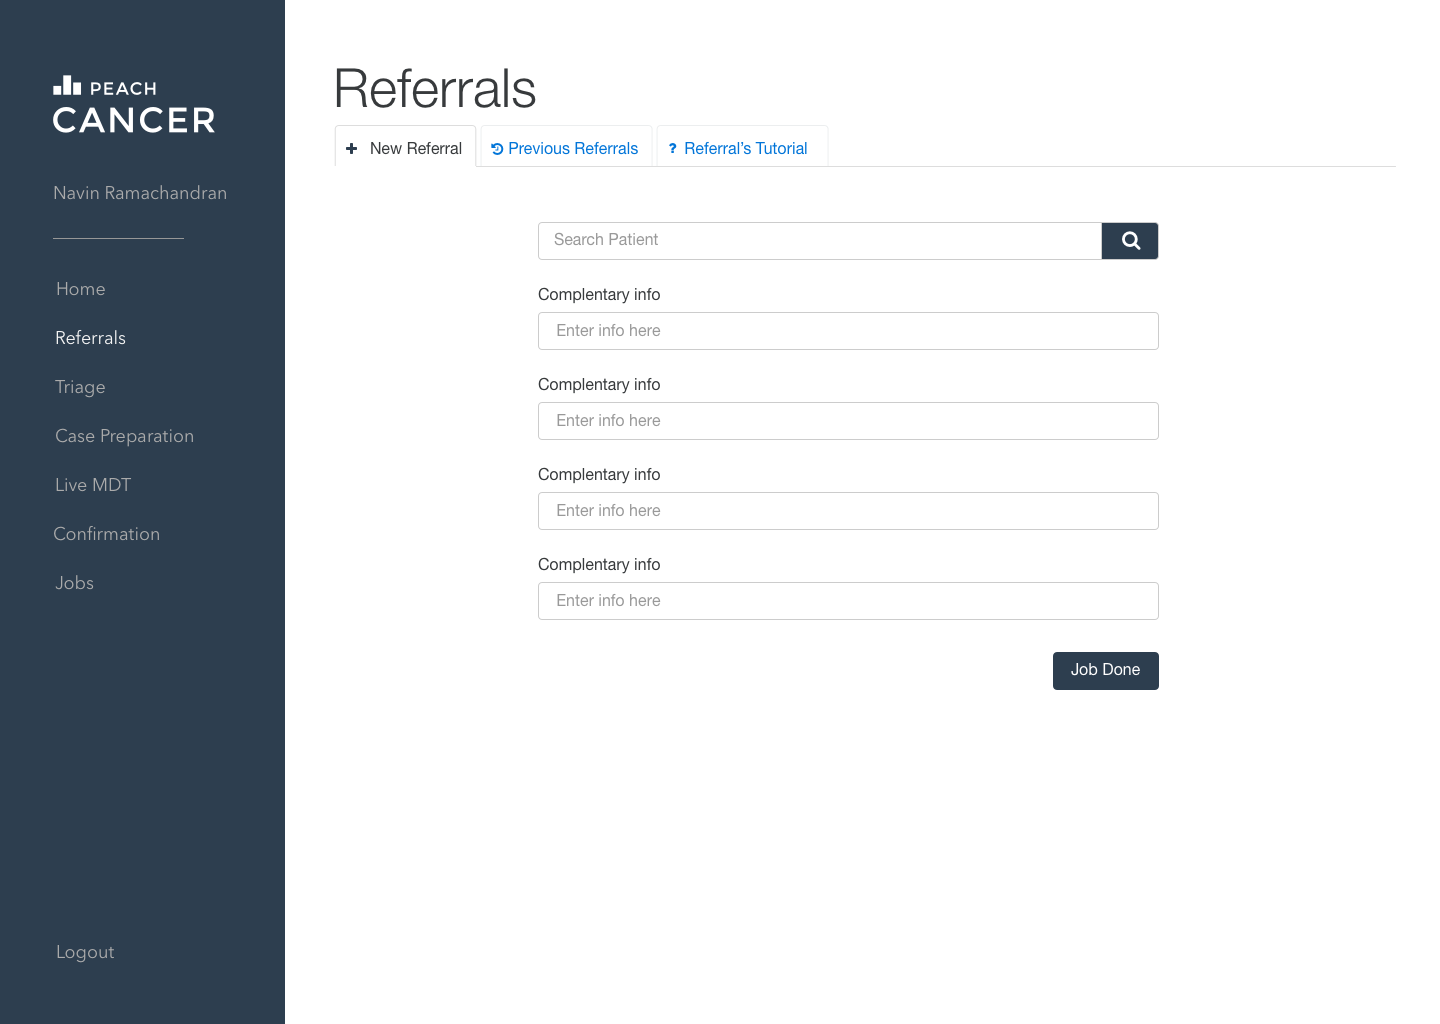 PEACH
CANCER
Navin Ramachandran
Home
Referrals
Triage
Case Preparation
Live MDT
Confirmation
Jobs
Logout
Referrals
New Referral
Previous Referrals
? Referral's Tutorial
Search Patient
Complentary info
Enter info here
Complentary info
Enter info here
Complentary info
Enter info here
Complentary info
Enter info here
Job Done